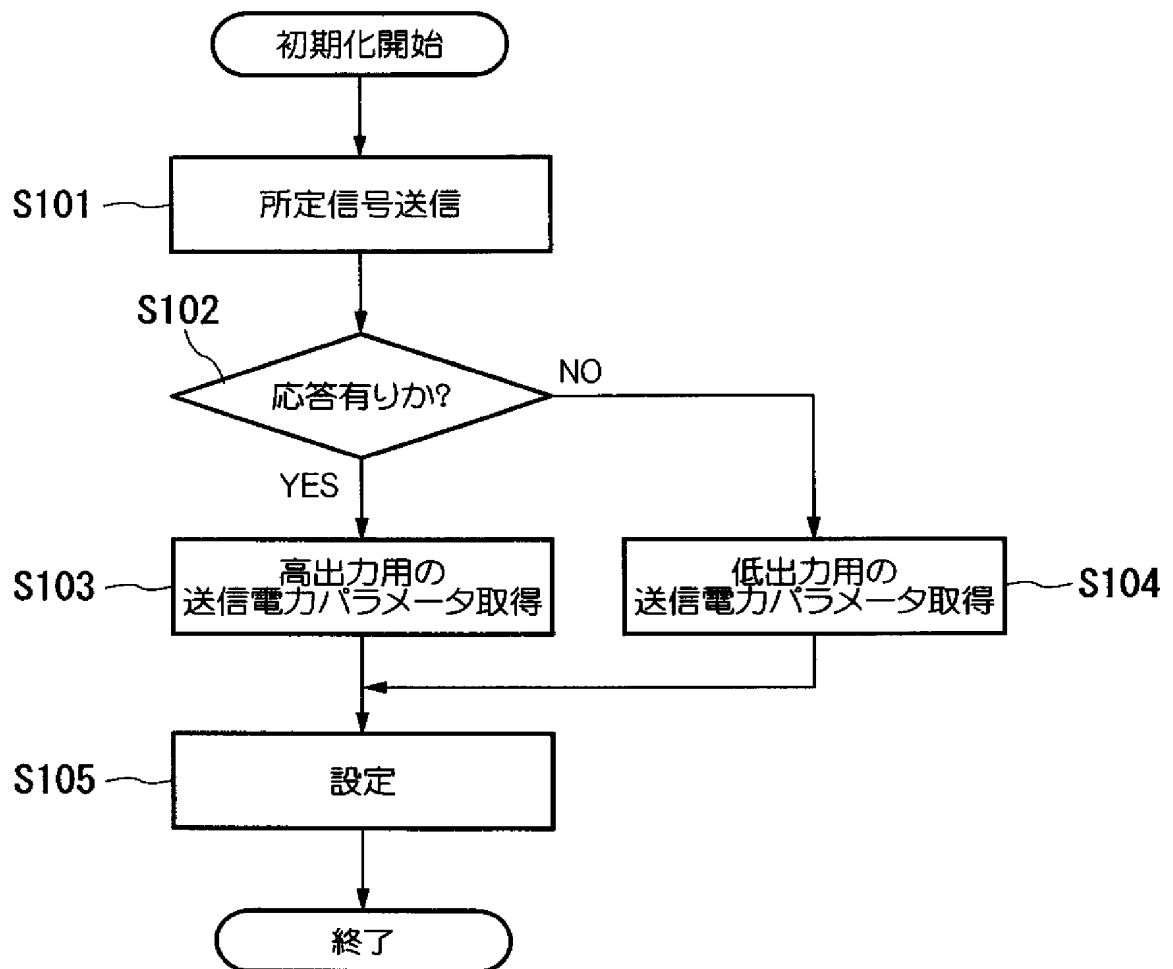 初期化開始
S101
所定信号送信
S102
応答有りか?
NO
YES
S103
高出力用の
送信電力パラメータ取得
低出力用の
送信電力パラメータ取得
S104
S105
設定
終了